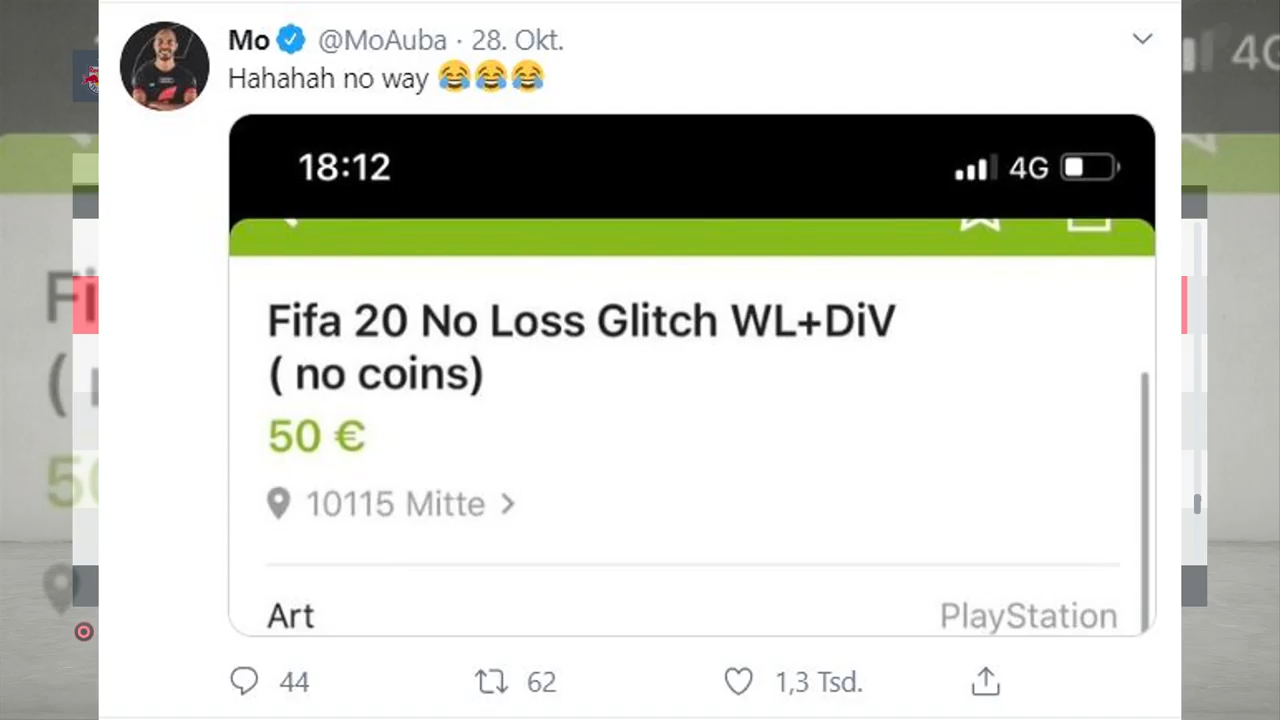 Mo @MoAuba · 28. Okt.
Hahahah no way 😂😂😂
18:12 4G
Fifa 20 No Loss Glitch WL+DiV
( no coins)
50 €
10115 Mitte >
Art PlayStation
44 62 1,3 Tsd.